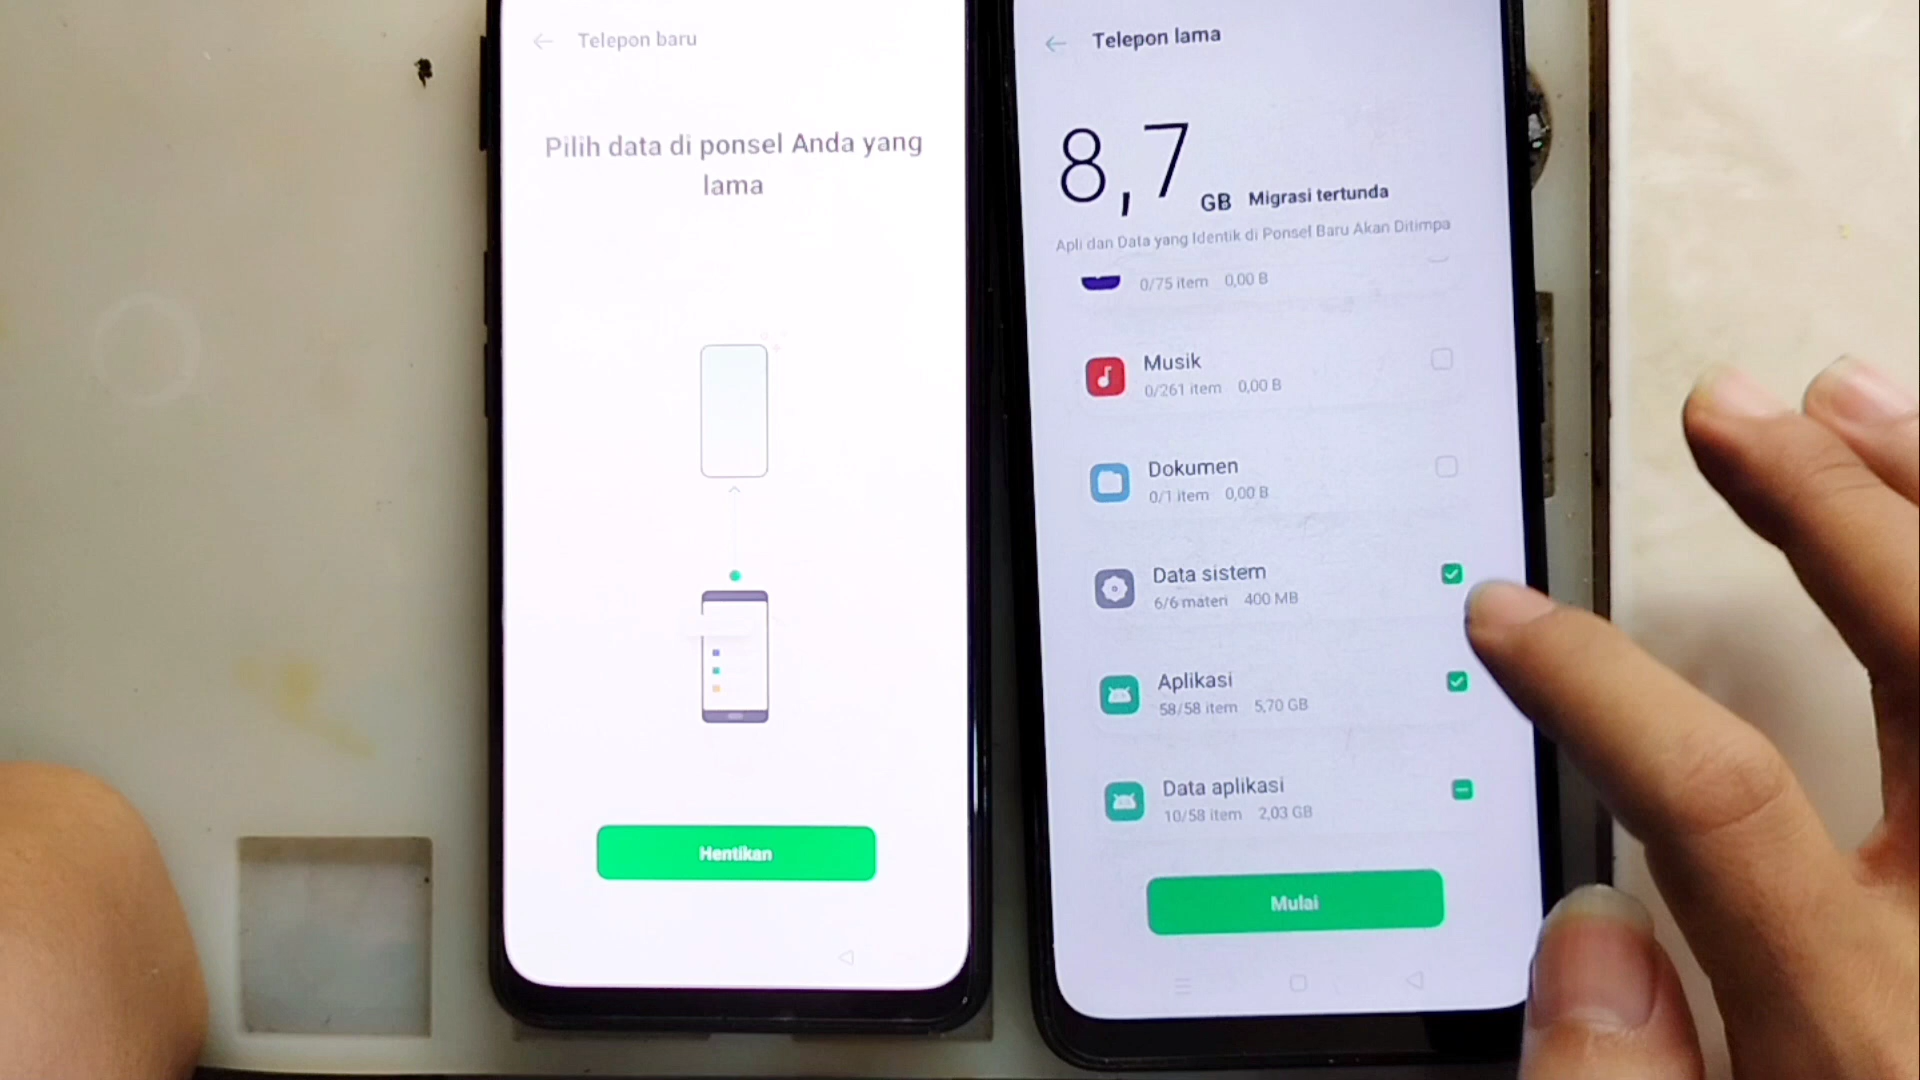 Telepon baru
Pilih data di ponsel Anda yang
lama
Hentikan
Telepon lama
8,7 GB Migrasi tertunda
Apli dan Data yang Identik di Ponsel Baru Akan Ditimpa
0/75 item 0,00 B
Musik
0/261 item 0,00 B
Dokumen
0/1 item 0,00 B
Data sistem
6/6 materi 400 MB
Aplikasi
58/58 item 5,70 GB
Data aplikasi
10/58 item 2,03 GB
Mulai